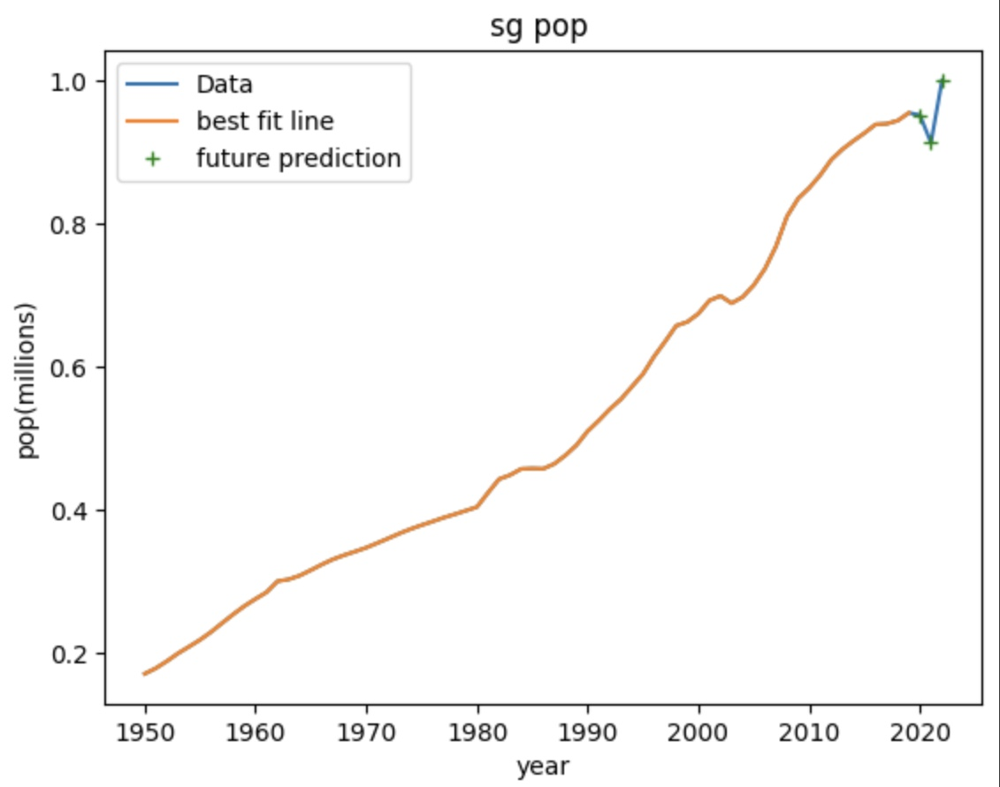 sg pop
Data
best fit line
future prediction
pop(millions)
1.0
0.8
0.6
0.4
0.2
1950 1960 1970 1980 1990 2000 2010 2020
year